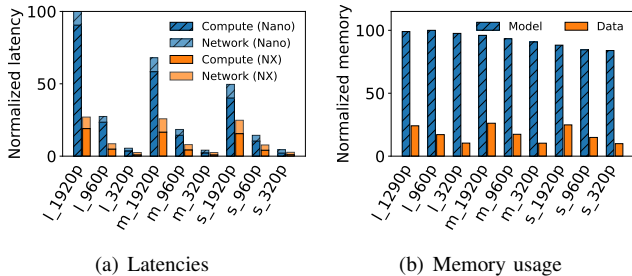 Normalized latency
100
50
0
Compute (Nano)
Network (Nano)
Compute (NX)
Network (NX)
l_1920p
l_960p
l_320p
m_1920p
m_960p
m_320p
s_1920p
s_960p
s_320p
(a) Latencies
Normalized memory
100
50
0
Model
Data
l_1290p
l_960p
l_320p
m_1920p
m_960p
m_320p
s_1920p
s_960p
s_320p
(b) Memory usage